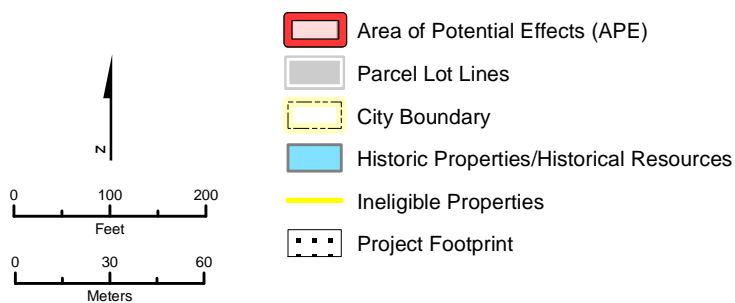 Area of Potential Effects (APE)
Parcel Lot Lines
City Boundary
Historic Properties/Historical Resources
Ineligible Properties
Project Footprint
N
0 100 200
Feet
0 30 60
Meters